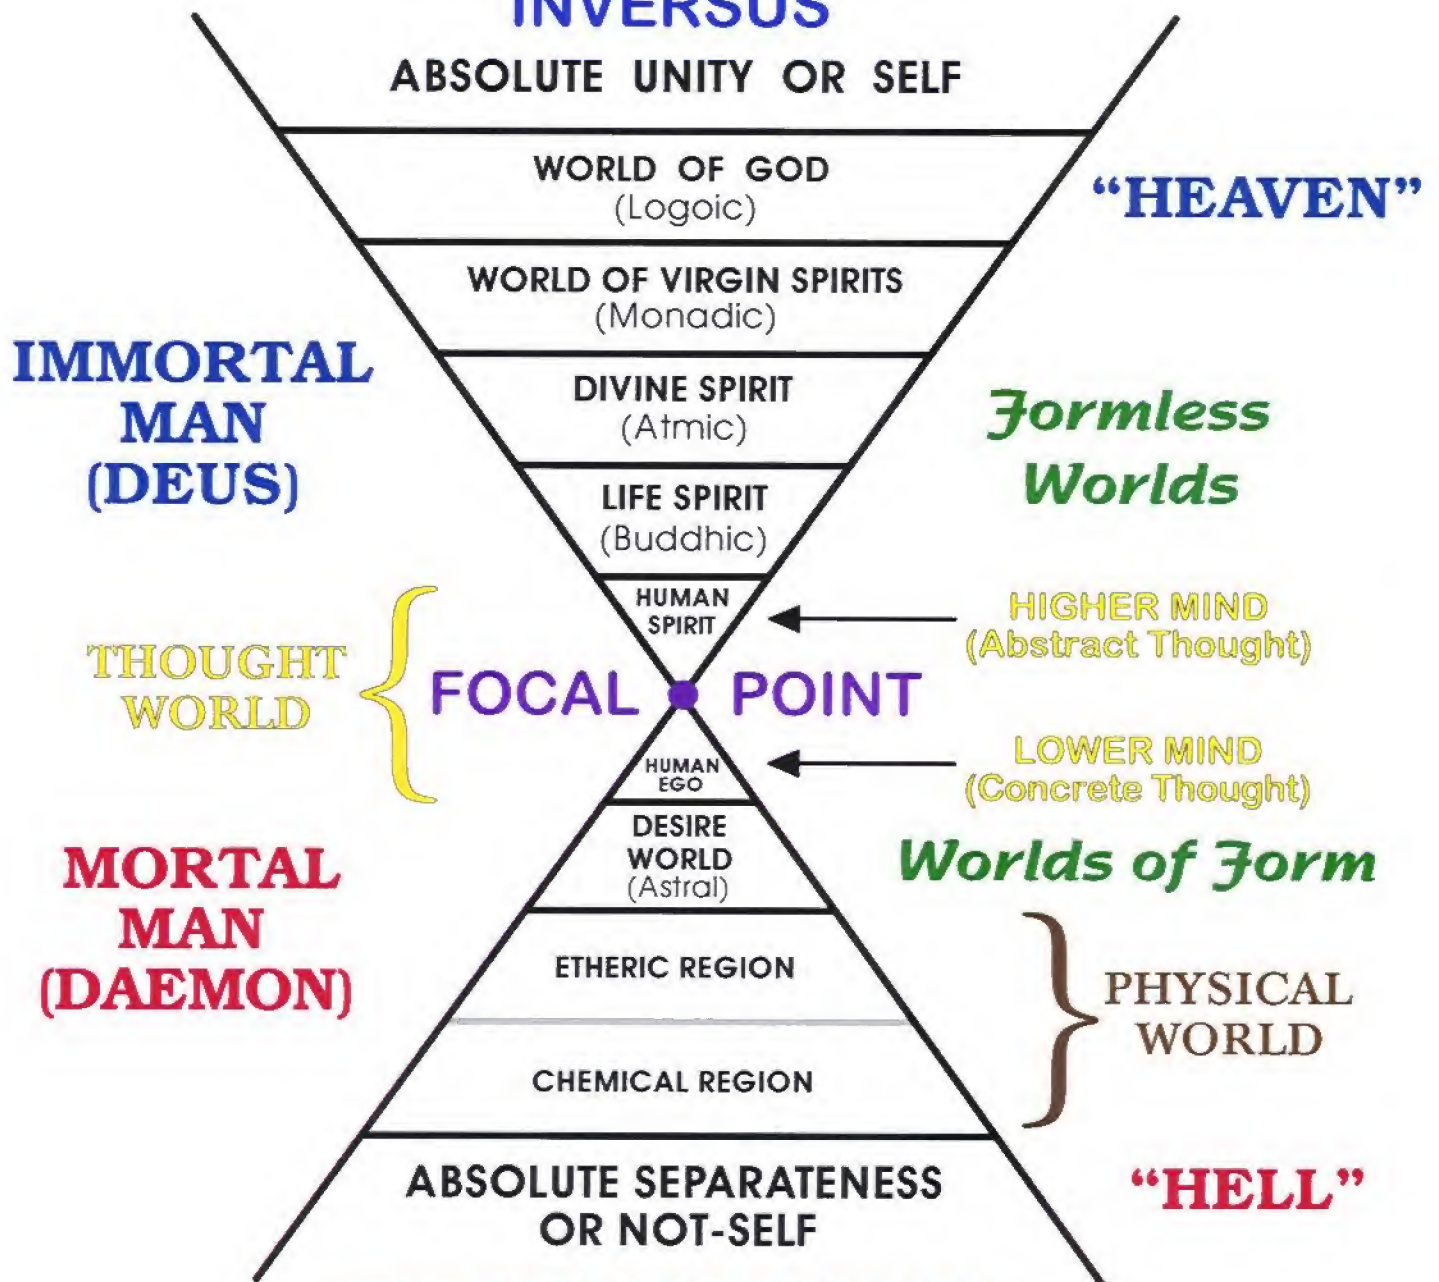 INVERSUS
ABSOLUTE UNITY OR SELF
WORLD OF GOD
(Logoic)
“HEAVEN”
WORLD OF VIRGIN SPIRITS
(Monadic)
IMMORTAL
MAN
(DEUS)
DIVINE SPIRIT
(Atmic)
Formless
Worlds
LIFE SPIRIT
(Buddhic)
HUMAN
SPIRIT
HIGHER MIND
(Abstract Thought)
THOUGHT
WORLD
FOCAL POINT
HUMAN
EGO
LOWER MIND
(Concrete Thought)
DESIRE
WORLD
(Astral)
Worlds of Form
MORTAL
MAN
(DAEMON)
ETHERIC REGION
PHYSICAL
WORLD
CHEMICAL REGION
ABSOLUTE SEPARATENESS
OR NOT-SELF
“HELL”